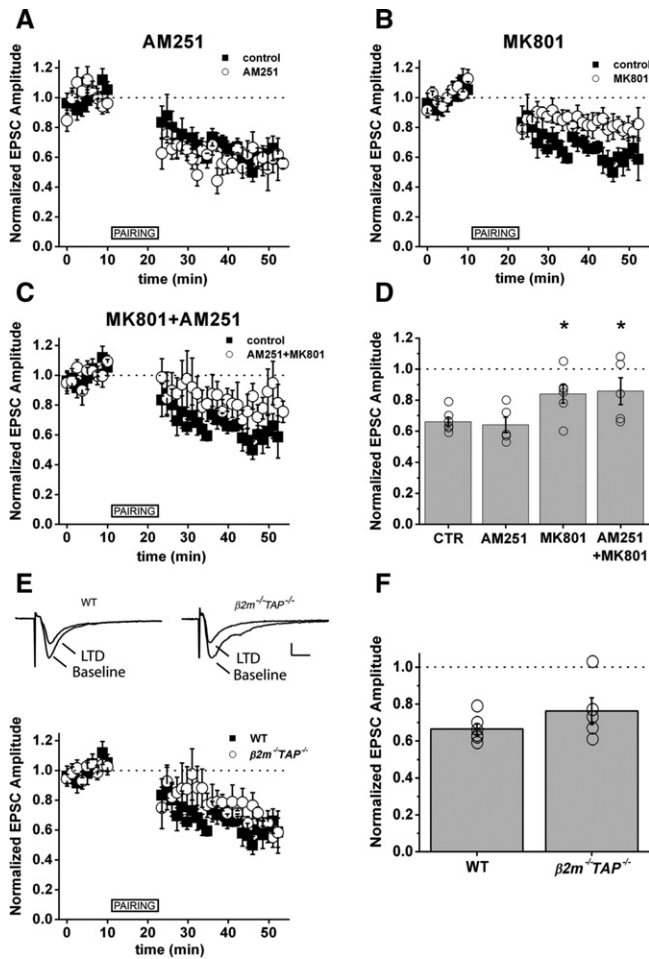 A
AM251
Normalized EPSC Amplitude
1.2
1.0
0.8
0.6
0.4
0.2
0.0
control
AM251
PAIRING
0 10 20 30 40 50
time (min)
B
MK801
Normalized EPSC Amplitude
1.2
1.0
0.8
0.6
0.4
0.2
0.0
control
MK801
PAIRING
0 10 20 30 40 50
time (min)
C
MK801+AM251
Normalized EPSC Amplitude
1.2
1.0
0.8
0.6
0.4
0.2
0.0
control
AM251+MK801
PAIRING
0 10 20 30 40 50
time (min)
D
Normalized EPSC Amplitude
1.2
1.0
0.8
0.6
0.4
0.2
0.0
* *
CTR AM251 MK801 AM251
+MK801
E
WT
LTD
Baseline
β2m⁻/⁻TAP⁻/⁻
LTD
Baseline
Normalized EPSC Amplitude
1.2
1.0
0.8
0.6
0.4
0.2
0.0
WT
β2m⁻/⁻TAP⁻/⁻
PAIRING
0 10 20 30 40 50
time (min)
F
Normalized EPSC Amplitude
1.0
0.8
0.6
0.4
0.2
0.0
WT β2m⁻/⁻TAP⁻/⁻